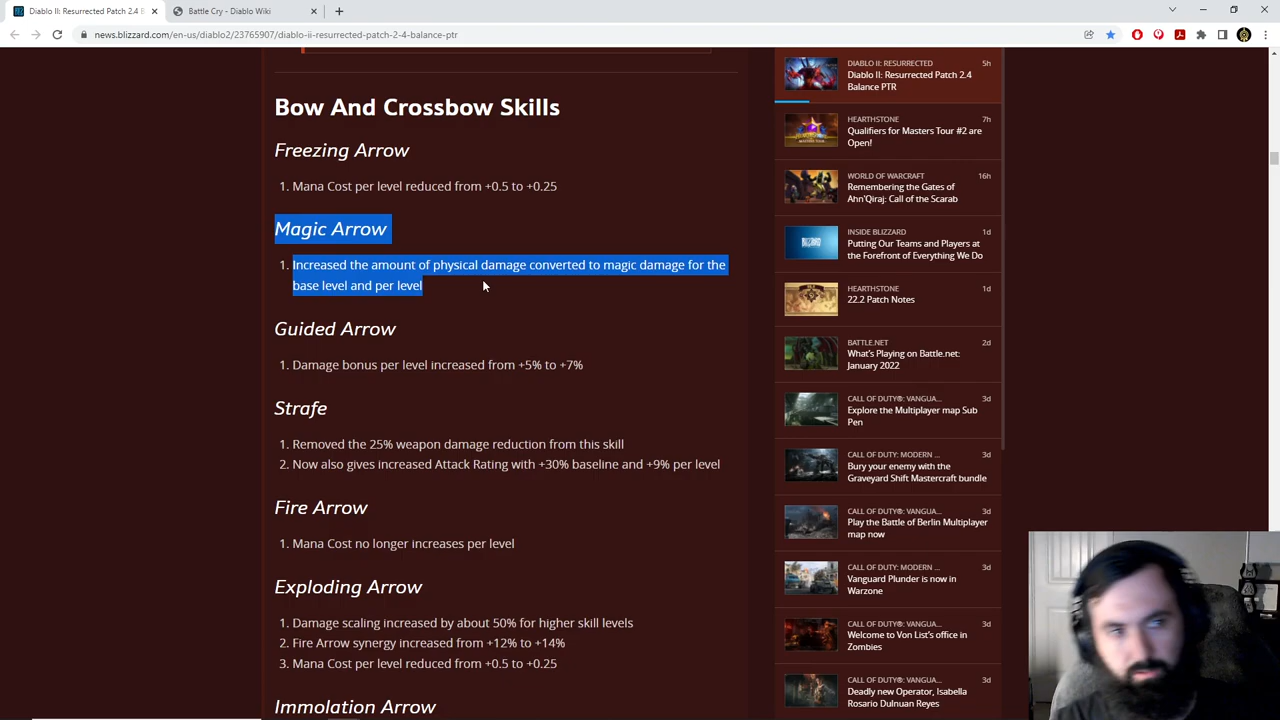 Diablo II: Resurrected Patch 2.4 B
Battle Cry - Diablo Wiki
news.blizzard.com/en-us/diablo2/23765907/diablo-ii-resurrected-patch-2-4-balance-ptr
Bow And Crossbow Skills
Freezing Arrow
1. Mana Cost per level reduced from +0.5 to +0.25
Magic Arrow
1. Increased the amount of physical damage converted to magic damage for the
base level and per level
Guided Arrow
1. Damage bonus per level increased from +5% to +7%
Strafe
1. Removed the 25% weapon damage reduction from this skill
2. Now also gives increased Attack Rating with +30% baseline and +9% per level
Fire Arrow
1. Mana Cost no longer increases per level
Exploding Arrow
1. Damage scaling increased by about 50% for higher skill levels
2. Fire Arrow synergy increased from +12% to +14%
3. Mana Cost per level reduced from +0.5 to +0.25
Immolation Arrow
DIABLO II: RESURRECTED 5h
Diablo II: Resurrected Patch 2.4
Balance PTR
HEARTHSTONE 7h
Qualifiers for Masters Tour #2 are
Open!
WORLD OF WARCRAFT 16h
Remembering the Gates of
Ahn'Qiraj: Call of the Scarab
INSIDE BLIZZARD 1d
Putting Our Teams and Players at
the Forefront of Everything We Do
HEARTHSTONE 1d
22.2 Patch Notes
BATTLE.NET 2d
What's Playing on Battle.net:
January 2022
CALL OF DUTY®: VANGUA... 3d
Explore the Multiplayer map Sub
Pen
CALL OF DUTY: MODERN ... 3d
Bury your enemy with the
Graveyard Shift Mastercraft bundle
CALL OF DUTY®: VANGUA... 3d
Play the Battle of Berlin Multiplayer
map now
CALL OF DUTY: MODERN ... 3d
Vanguard Plunder is now in
Warzone
CALL OF DUTY®: VANGUA... 3d
Welcome to Von List's office in
Zombies
CALL OF DUTY®: VANGUA... 3d
Deadly new Operator, Isabella
Rosario Dulnuan Reyes